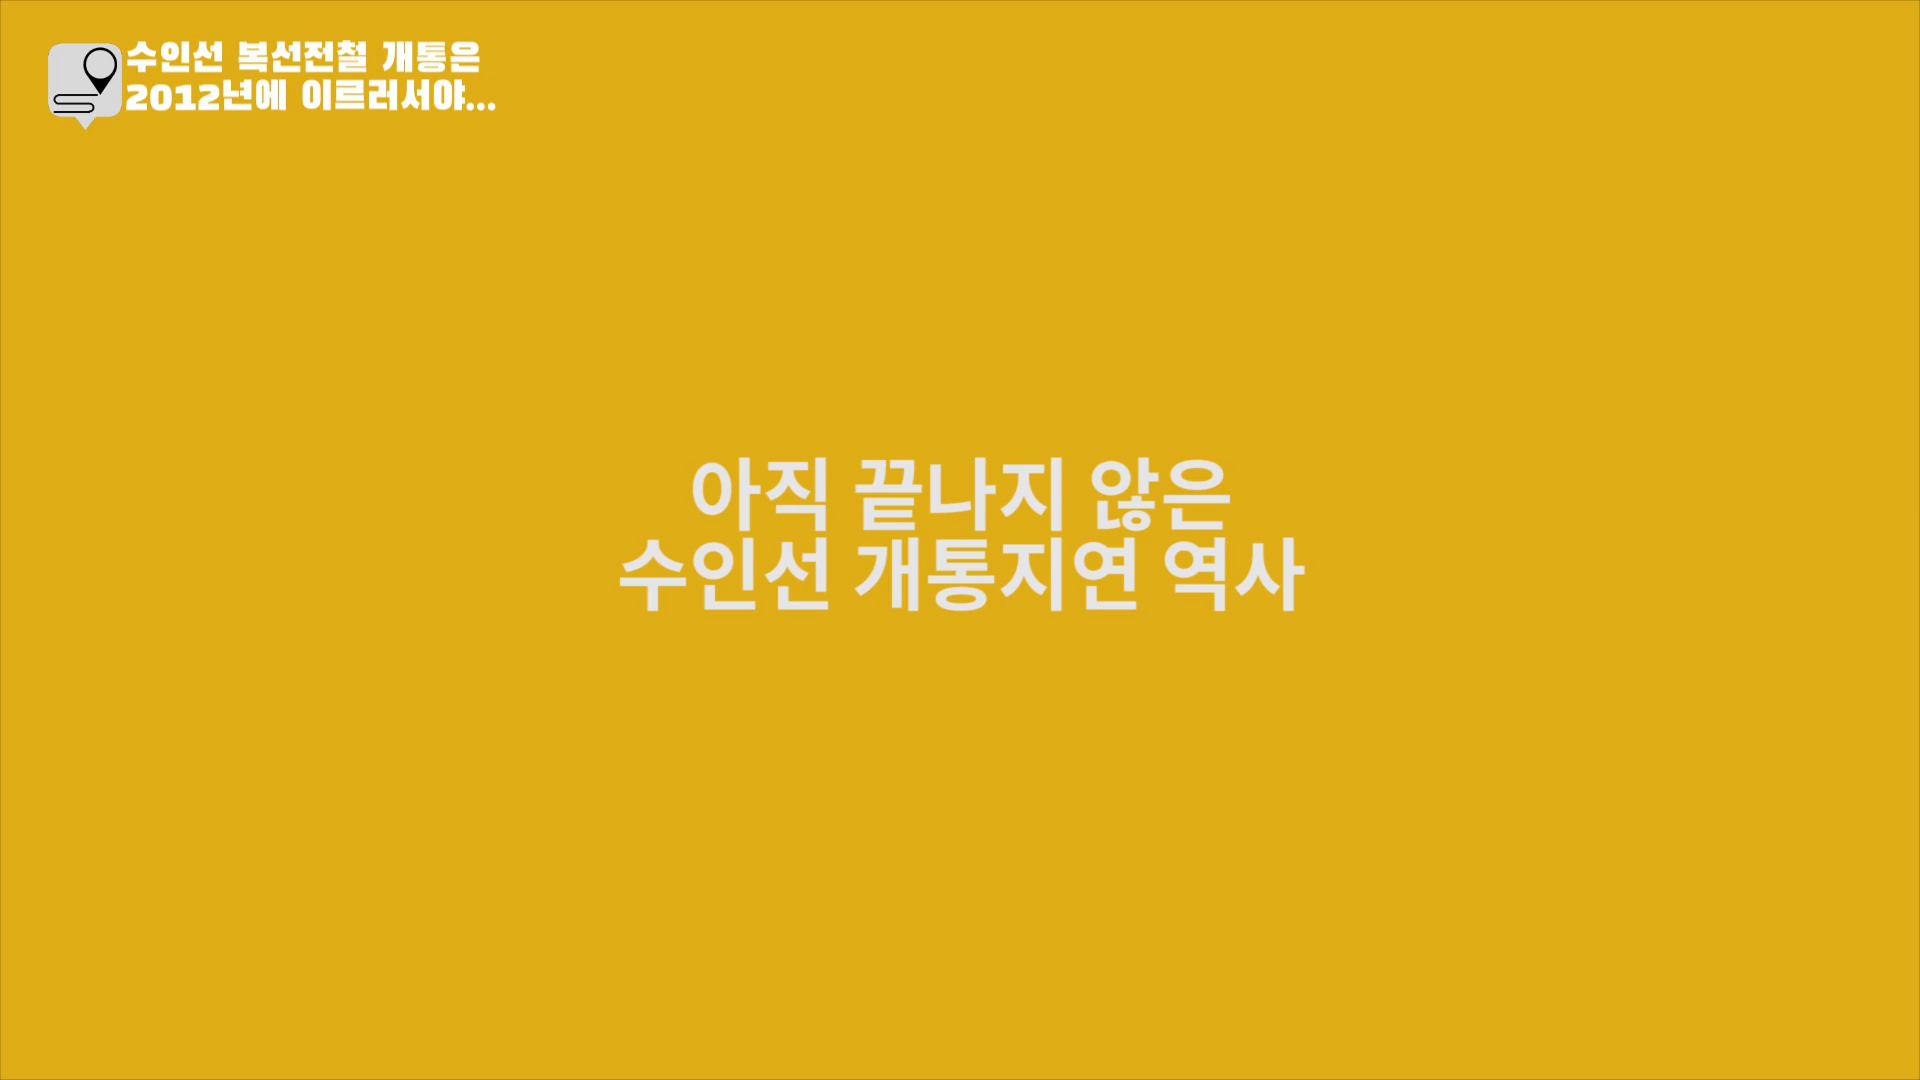 수인선 복선전철 개통은
2012년에 이르러서야...
아직 끝나지 않은
수인선 개통지연 역사